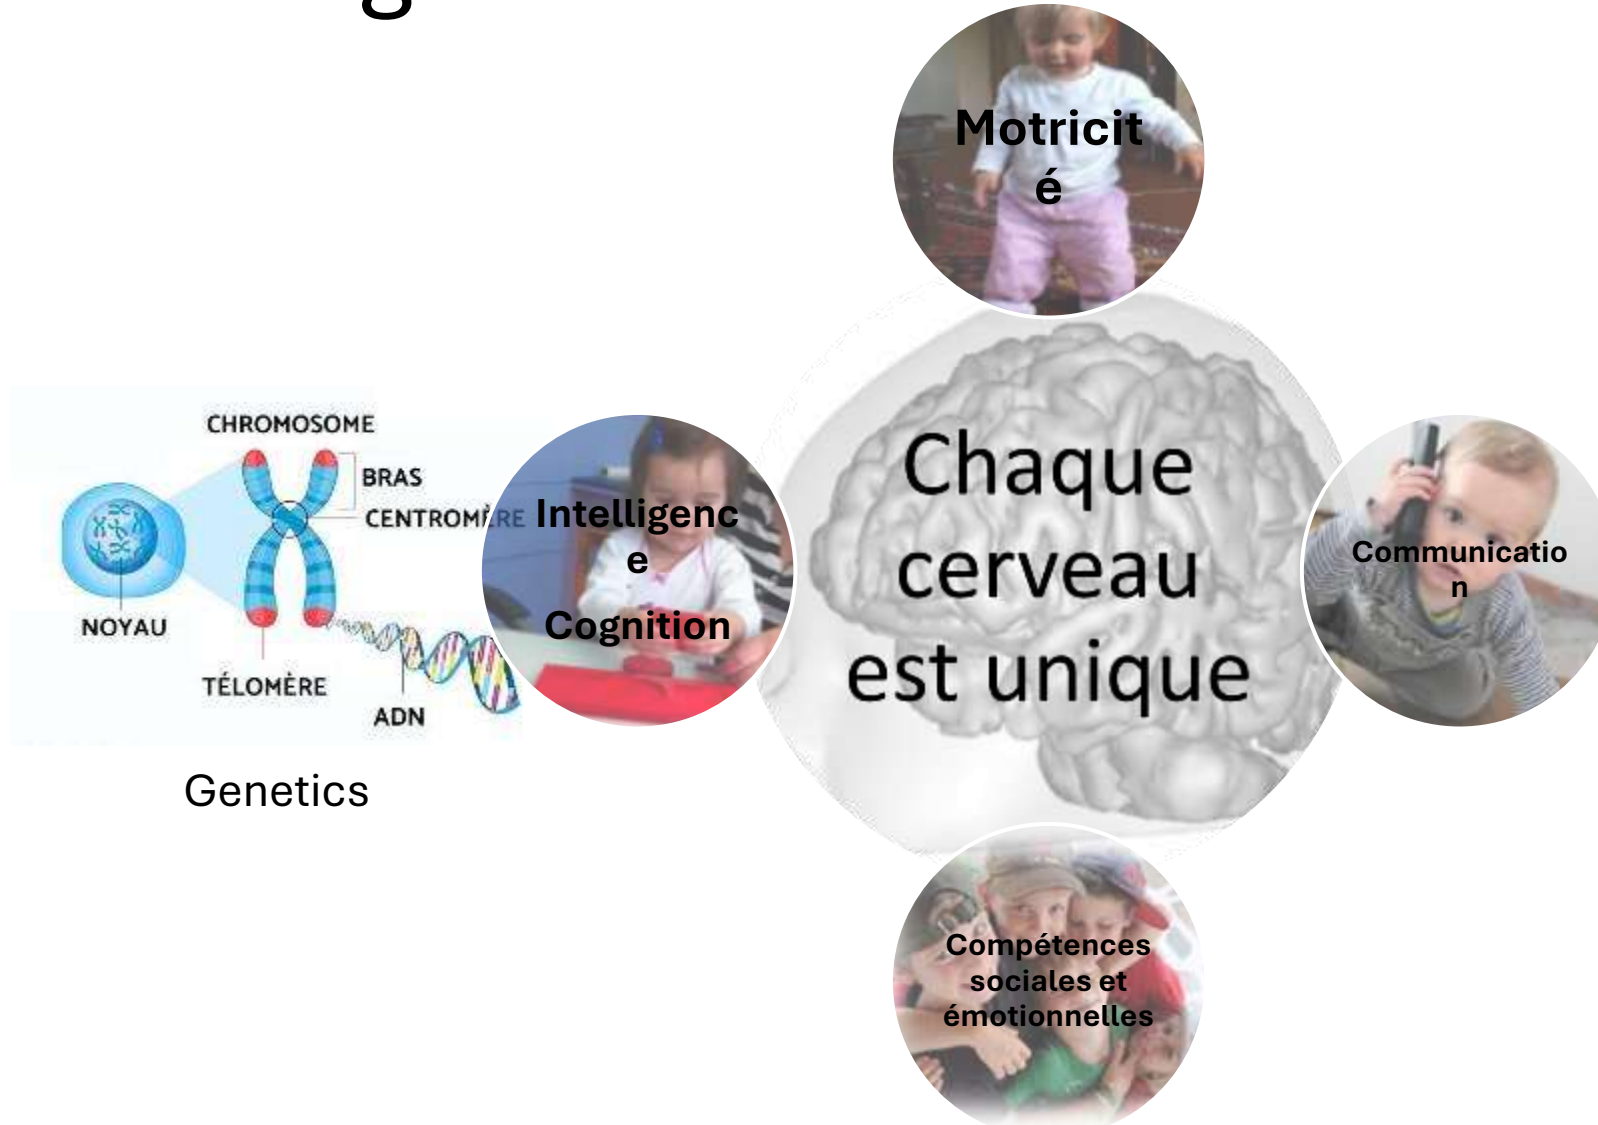 Motricit
é
CHROMOSOME
BRAS
CENTROMÈRE
NOYAU
TÉLOMÈRE
ADN
Genetics
Intelligenc
e
Cognition
Chaque
cerveau
est unique
Communicatio
n
Compétences
sociales et
émotionnelles